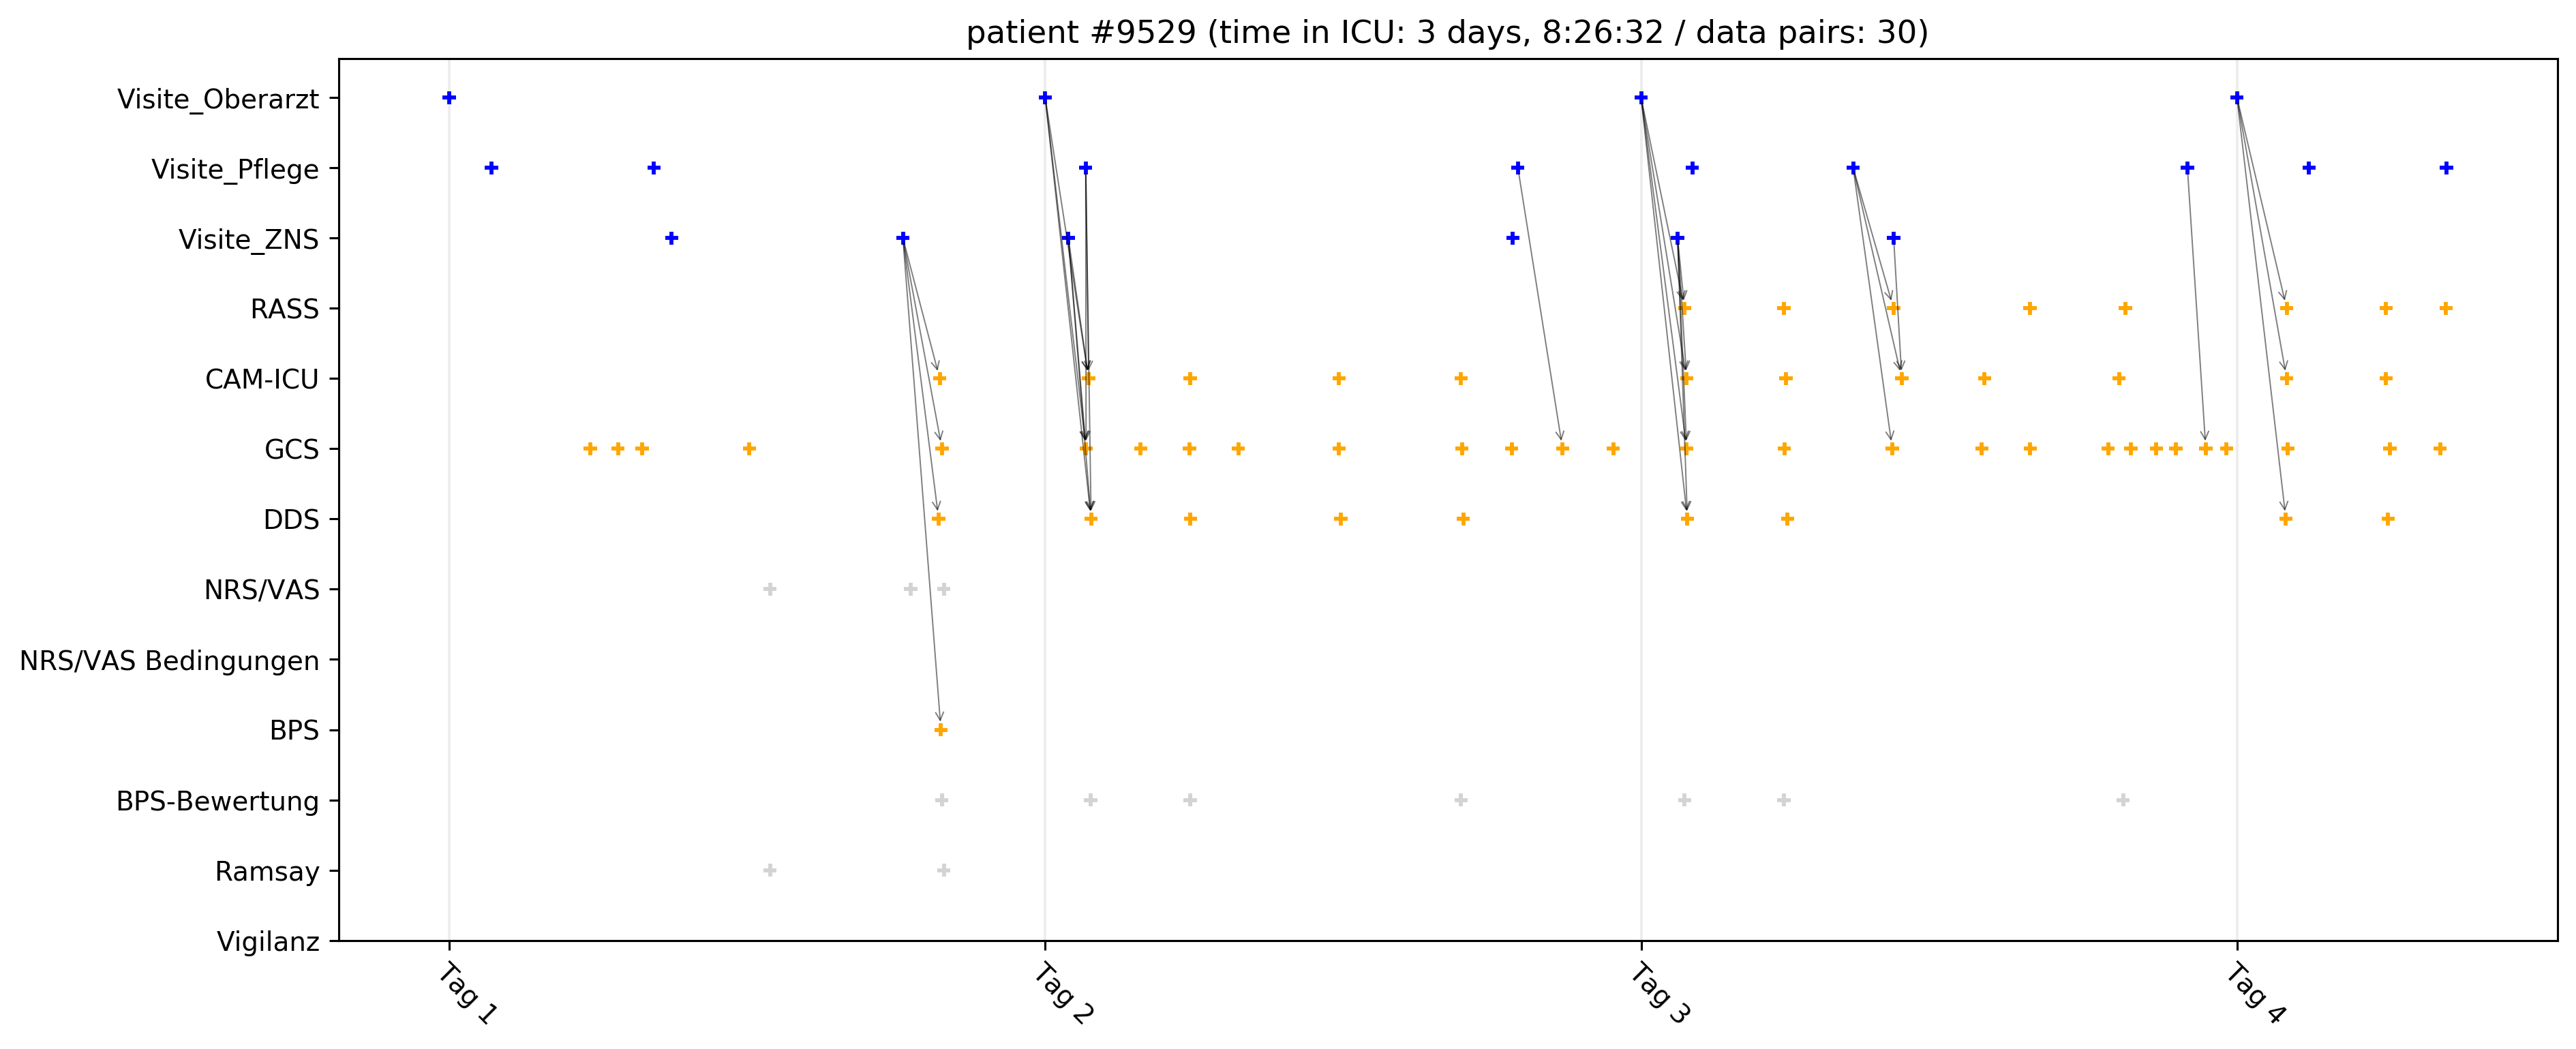 patient #9529 (time in ICU: 3 days, 8:26:32 / data pairs: 30)
Visite_Oberarzt
Visite_Pflege
Visite_ZNS
RASS
CAM-ICU
GCS
DDS
NRS/VAS
NRS/VAS Bedingungen
BPS
BPS-Bewertung
Ramsay
Vigilanz
Tag 1
Tag 2
Tag 3
Tag 4